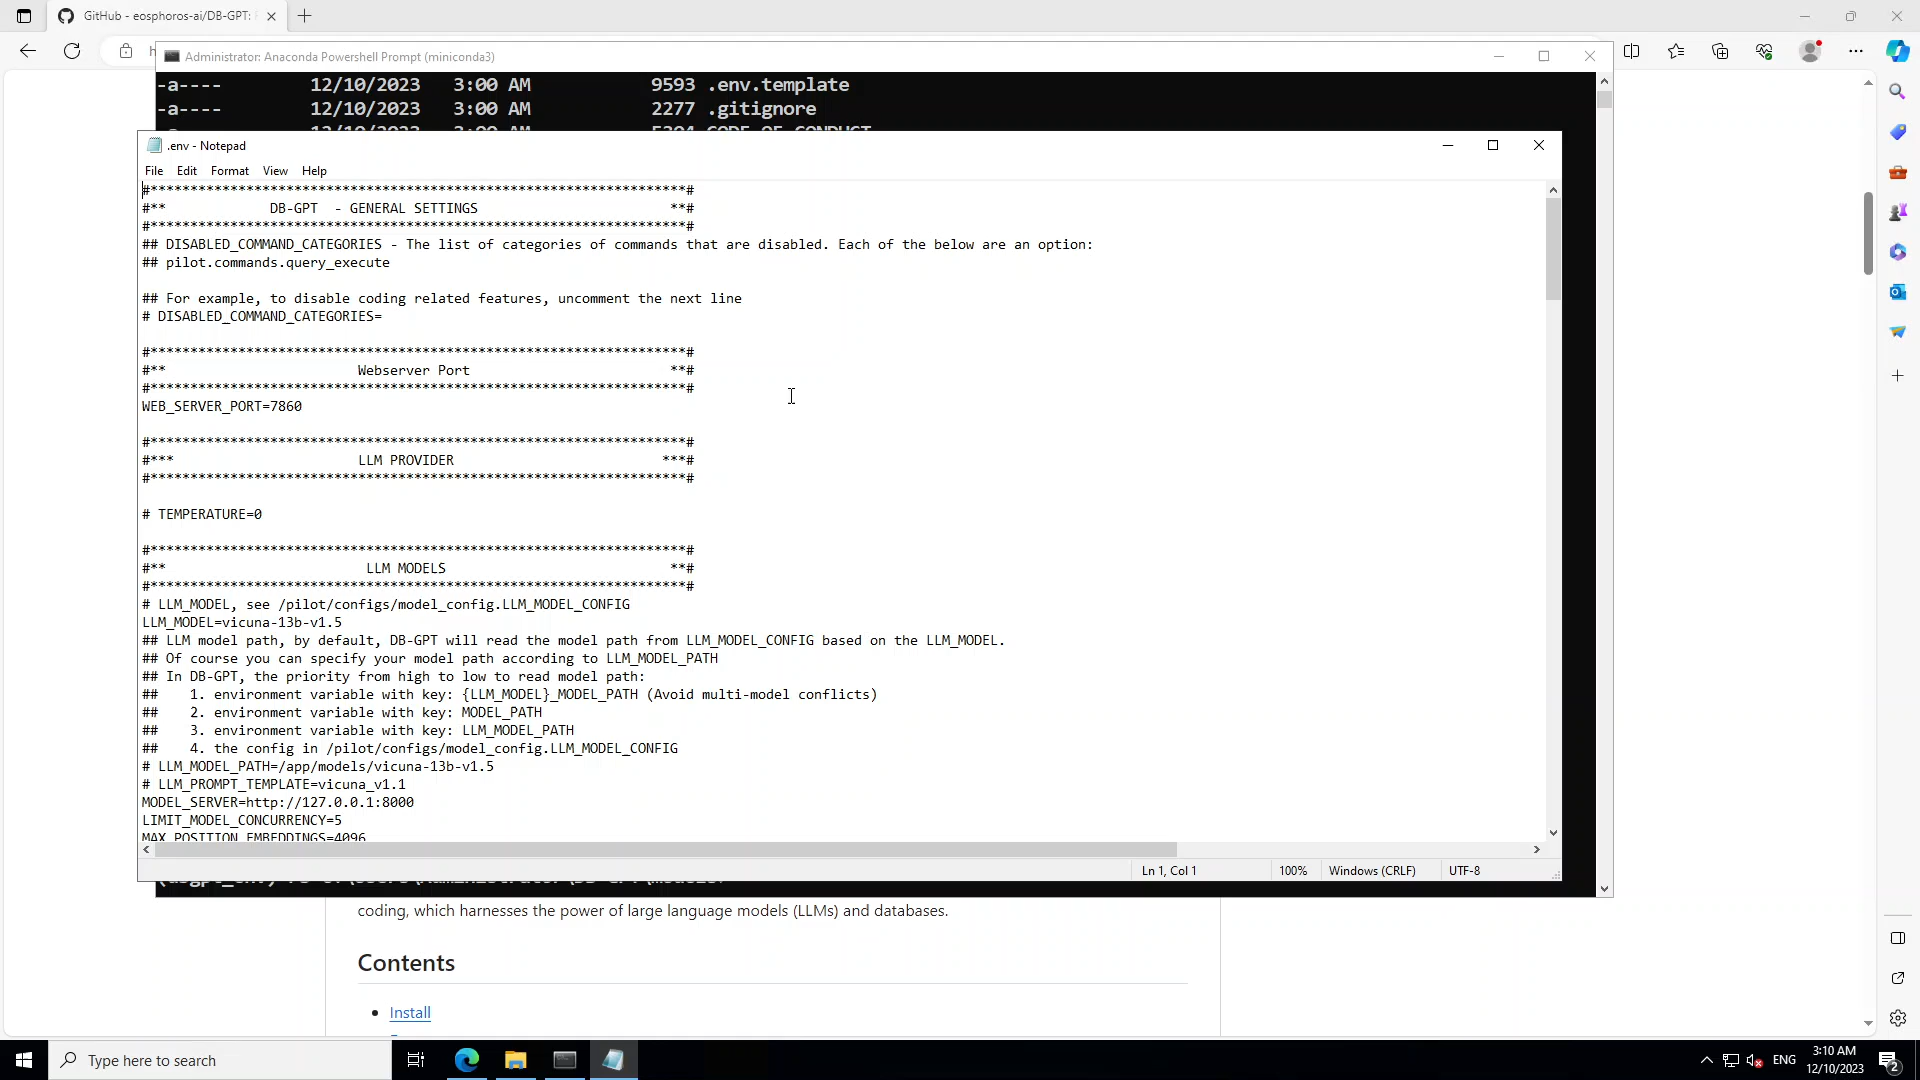 GitHub - eosphoros-ai/DB-GPT:
Administrator: Anaconda Powershell Prompt (miniconda3)
-a---- 12/10/2023 3:00 AM 9593 .env.template
-a---- 12/10/2023 3:00 AM 2277 .gitignore
.env - Notepad
File Edit Format View Help
#*******************************************************************#
#** DB-GPT - GENERAL SETTINGS **#
#*******************************************************************#
## DISABLED_COMMAND_CATEGORIES - The list of categories of commands that are disabled. Each of the below are an option:
## pilot.commands.query_execute
## For example, to disable coding related features, uncomment the next line
# DISABLED_COMMAND_CATEGORIES=
#*******************************************************************#
#** Webserver Port **#
#*******************************************************************#
WEB_SERVER_PORT=7860
#*******************************************************************#
#*** LLM PROVIDER ***#
#*******************************************************************#
# TEMPERATURE=0
#*******************************************************************#
#** LLM MODELS **#
#*******************************************************************#
# LLM_MODEL, see /pilot/configs/model_config.LLM_MODEL_CONFIG
LLM_MODEL=vicuna-13b-v1.5
## LLM model path, by default, DB-GPT will read the model path from LLM_MODEL_CONFIG based on the LLM_MODEL.
## Of course you can specify your model path according to LLM_MODEL_PATH
## In DB-GPT, the priority from high to low to read model path:
## 1. environment variable with key: {LLM_MODEL}_MODEL_PATH (Avoid multi-model conflicts)
## 2. environment variable with key: MODEL_PATH
## 3. environment variable with key: LLM_MODEL_PATH
## 4. the config in /pilot/configs/model_config.LLM_MODEL_CONFIG
# LLM_MODEL_PATH=/app/models/vicuna-13b-v1.5
# LLM_PROMPT_TEMPLATE=vicuna_v1.1
MODEL_SERVER=http://127.0.0.1:8000
LIMIT_MODEL_CONCURRENCY=5
MAX_POSITION_EMBEDDINGS=4096
Ln 1, Col 1 100% Windows (CRLF) UTF-8
coding, which harnesses the power of large language models (LLMs) and databases.
Contents
Install
Type here to search
ENG
3:10 AM
12/10/2023
2